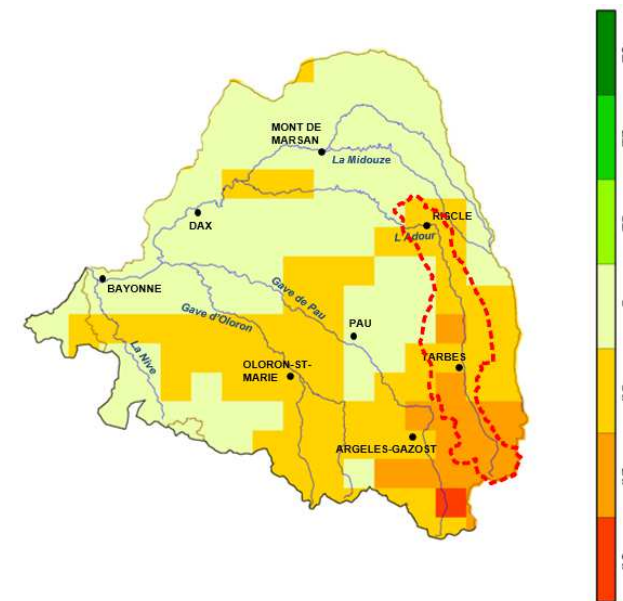 MONT DE
MARSAN
La Midouze
RISCLE
DAX
L'Adour
BAYONNE
Gave de Pau
Gave d'Oloron
PAU
La Nive
TARBES
OLORON-ST-
MARIE
ARGELES-GAZOST